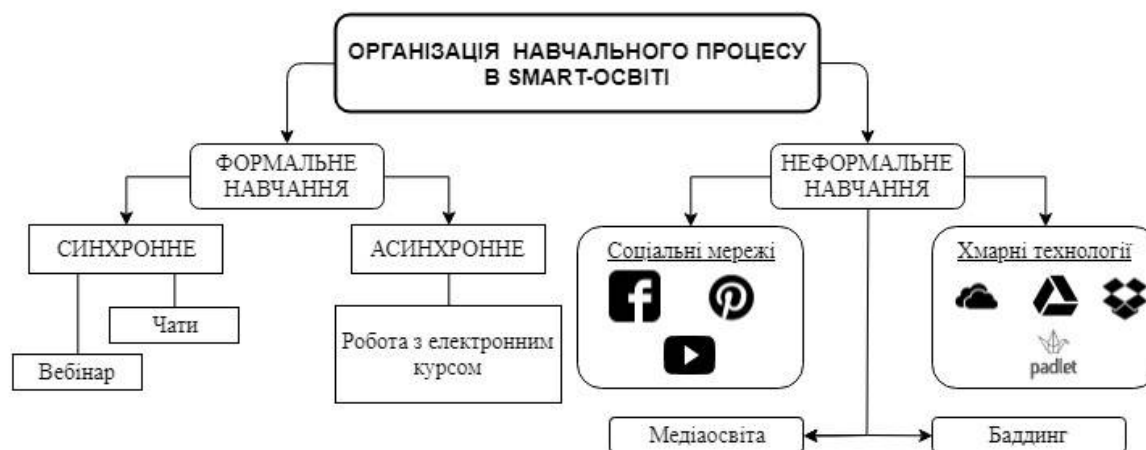 ОРГАНІЗАЦІЯ НАВЧАЛЬНОГО ПРОЦЕСУ
В SMART-ОСВІТІ
ФОРМАЛЬНЕ
НАВЧАННЯ
НЕФОРМАЛЬНЕ
НАВЧАННЯ
СИНХРОННЕ
АСИНХРОННЕ
Соціальні мережі
Хмарні технології
Чати
Вебінар
Робота з електронним
курсом
padlet
Медіаосвіта
Баддинг